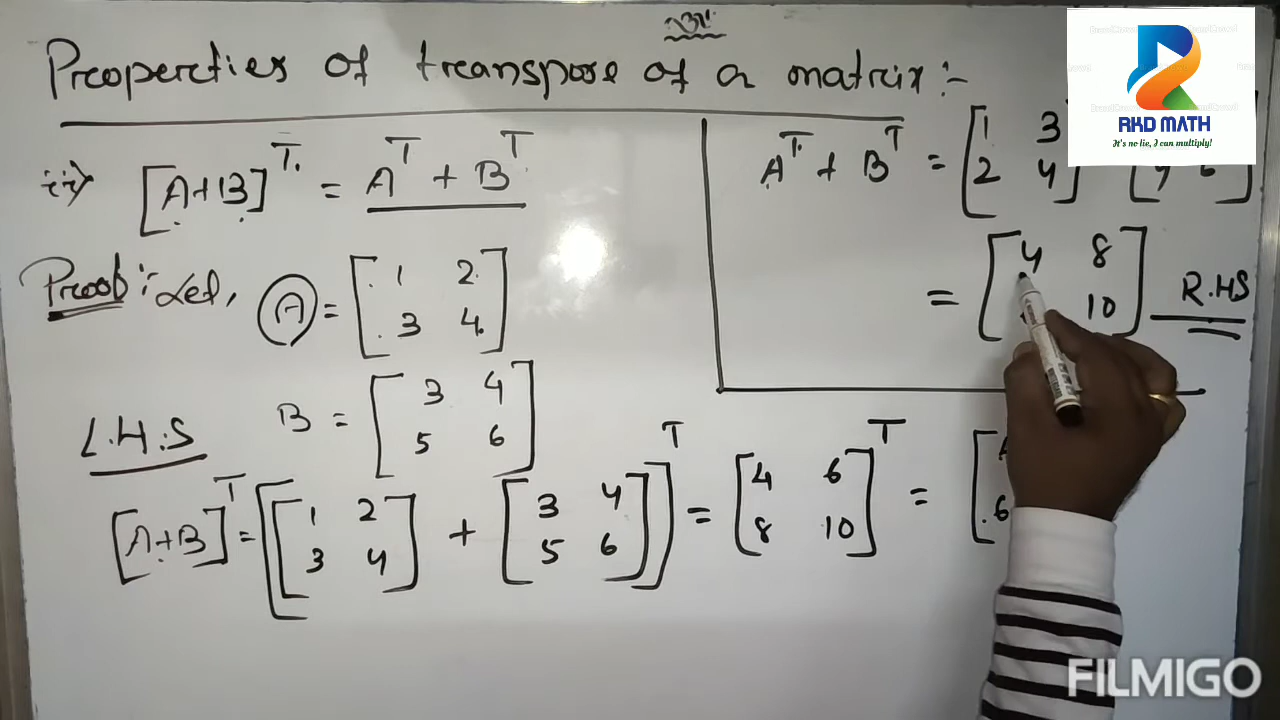 Properties of transpose of a matrix :-
ii) [A+B]^T = A^T + B^T
Proof :- Let, A = [1 2
3 4]
B = [3 4
5 6]
L.H.S
[A+B]^T = [[1 2
3 4] + [3 4
5 6]]^T = [4 6
8 10]^T = [
6
A^T + B^T = [1 3
2 4]
= [4 8
10] R.HS
RKD MATH
It's no lie, I can multiply!
FILMIGO